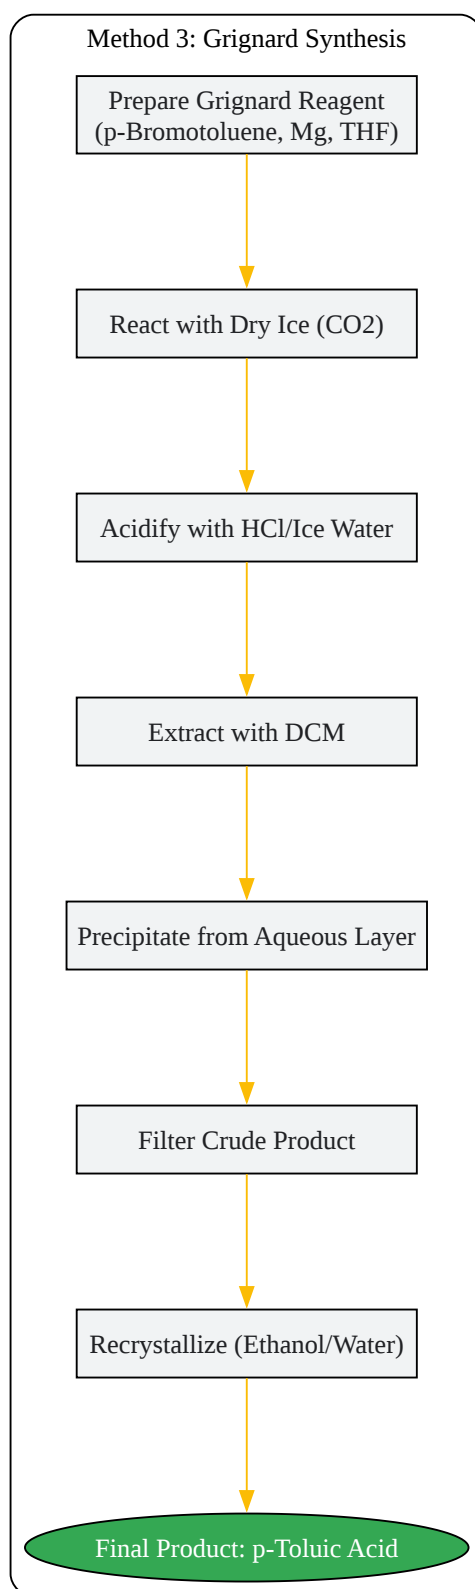 Method 3: Grignard Synthesis
Prepare Grignard Reagent
(p-Bromotoluene, Mg, THF)
React with Dry Ice (CO2)
Acidify with HCl/Ice Water
Extract with DCM
Precipitate from Aqueous Layer
Filter Crude Product
Recrystallize (Ethanol/Water)
Final Product: p-Toluic Acid